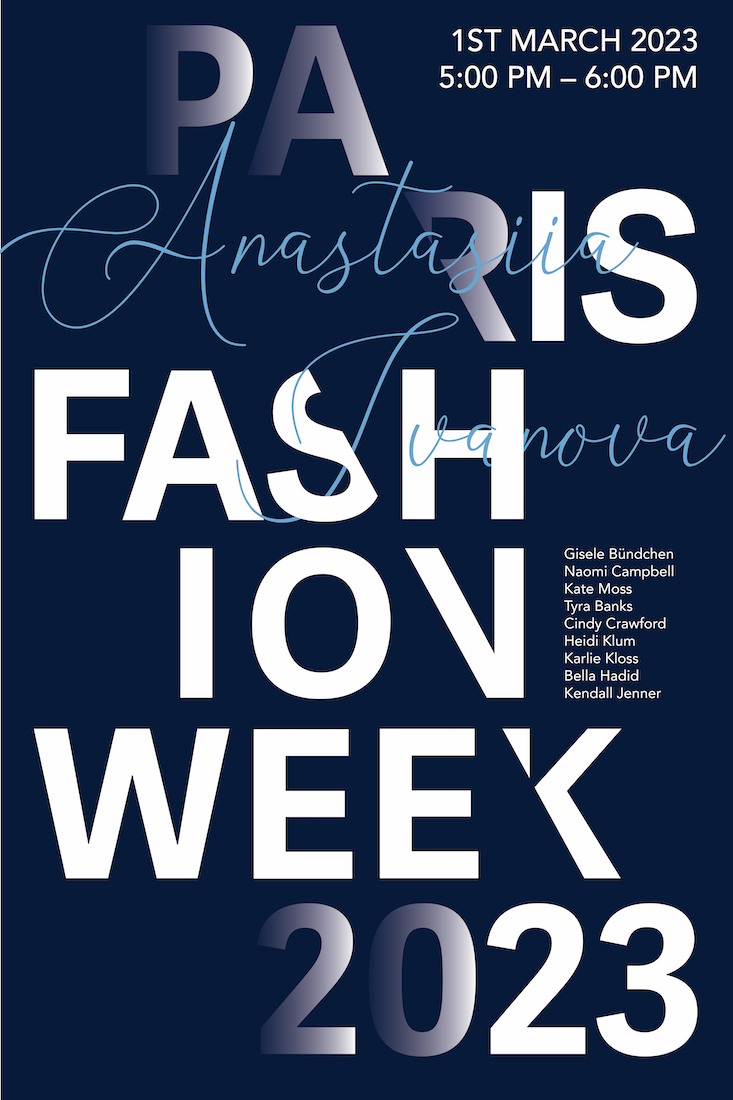 1ST MARCH 2023
5:00 PM – 6:00 PM
PA
RIS
Anastasiia
Ivanova
FASH
ION
Gisele Bündchen
Naomi Campbell
Kate Moss
Tyra Banks
Cindy Crawford
Heidi Klum
Karlie Kloss
Bella Hadid
Kendall Jenner
WEEK
2023